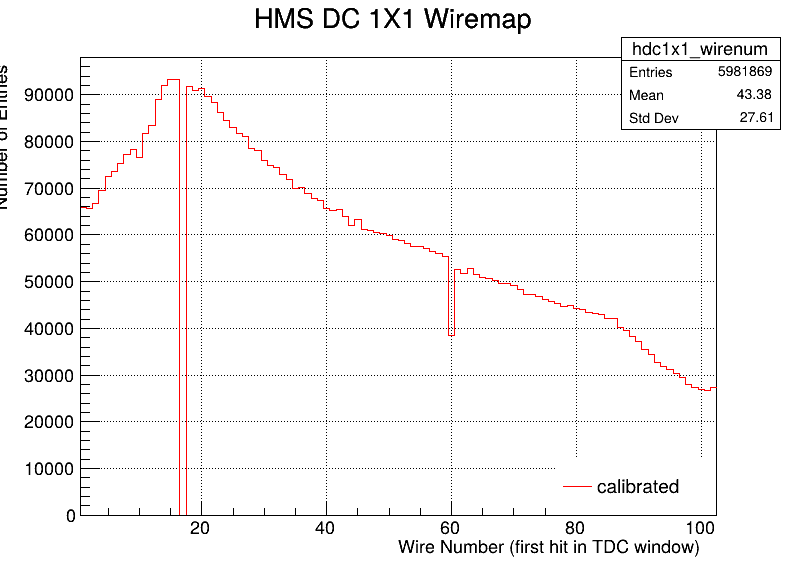 HMS DC 1X1 Wiremap
hdc1x1_wirenum
Entries 5981869
Mean 43.38
Std Dev 27.61
Number of Entries
90000
80000
70000
60000
50000
40000
30000
20000
10000
0
20 40 60 80 100
calibrated
Wire Number (first hit in TDC window)